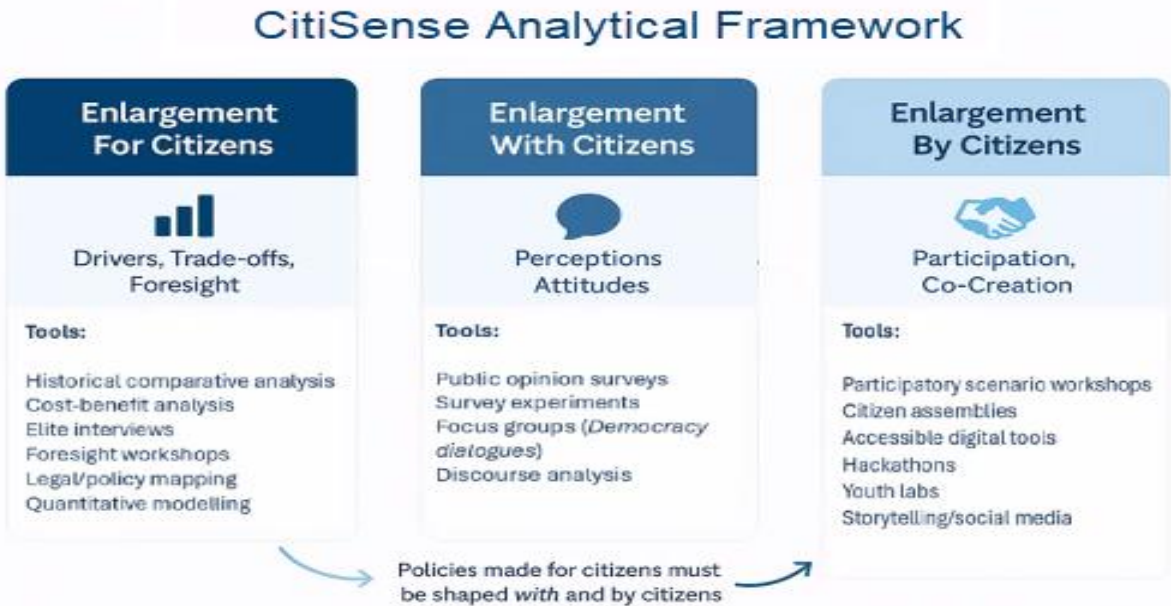 CitiSense Analytical Framework
Enlargement
For Citizens
Drivers, Trade-offs,
Foresight
Tools:
Historical comparative analysis
Cost-benefit analysis
Elite interviews
Foresight workshops
Legal/policy mapping
Quantitative modelling
Enlargement
With Citizens
Perceptions
Attitudes
Tools:
Public opinion surveys
Survey experiments
Focus groups (Democracy
dialogues)
Discourse analysis
Enlargement
By Citizens
Participation,
Co-Creation
Tools:
Participatory scenario workshops
Citizen assemblies
Accessible digital tools
Hackathons
Youth labs
Storytelling/social media
Policies made for citizens must
be shaped with and by citizens